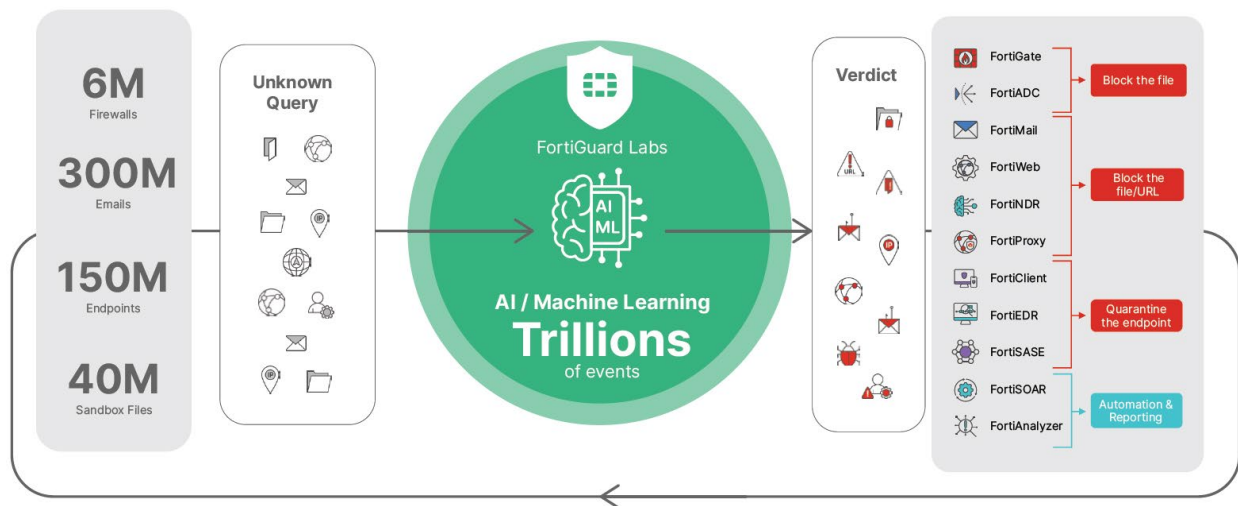 6M
Firewalls
300M
Emails
150M
Endpoints
40M
Sandbox Files
Unknown
Query
IP
A
IP
FortiGuard Labs
AI
ML
AI / Machine Learning
Trillions
of events
Verdict
URL
IP
FortiGate
FortiADC
Block the file
FortiMail
FortiWeb
FortiNDR
FortiProxy
Block the
file/URL
FortiClient
FortiEDR
FortiSASE
Quarantine
the endpoint
FortiSOAR
FortiAnalyzer
Automation &
Reporting